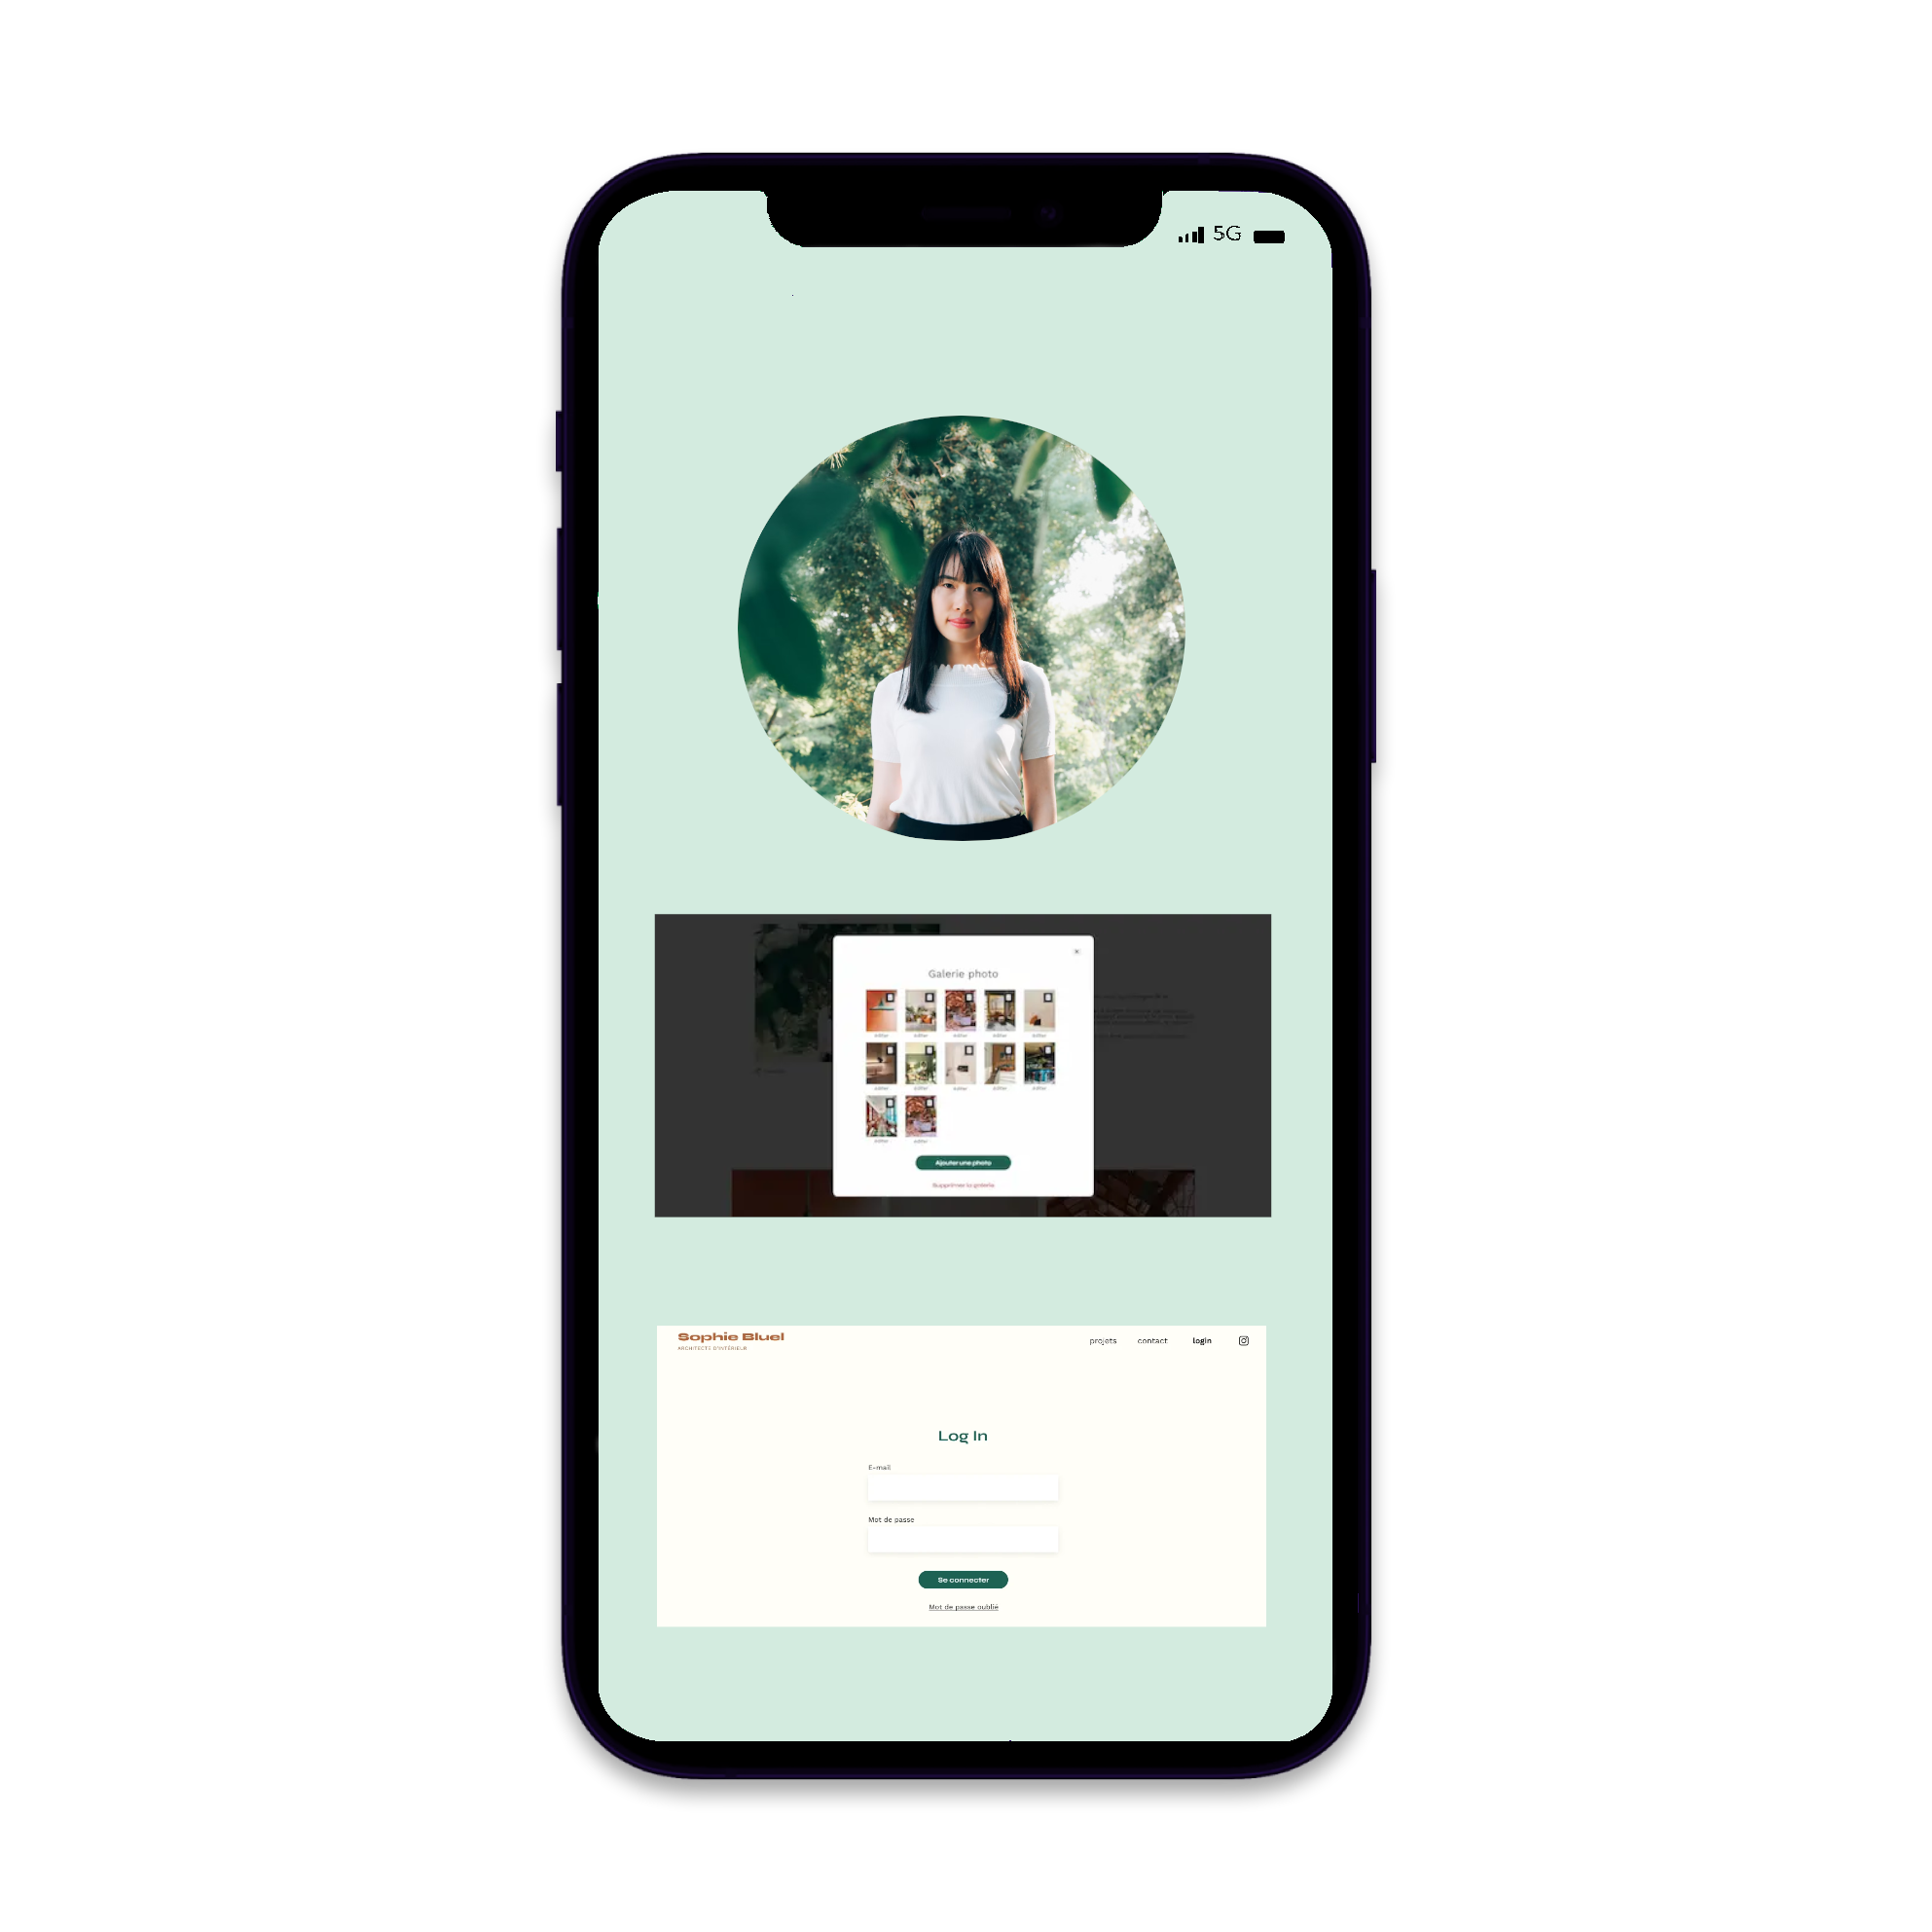 5G
Galerie photo
éditer éditer éditer éditer éditer
éditer éditer éditer éditer éditer
éditer éditer
Ajouter une photo
Supprimer la galerie
Sophie Bluel
ARCHITECTE D'INTÉRIEUR
projets contact login
Log In
E-mail
Mot de passe
Se connecter
Mot de passe oublié